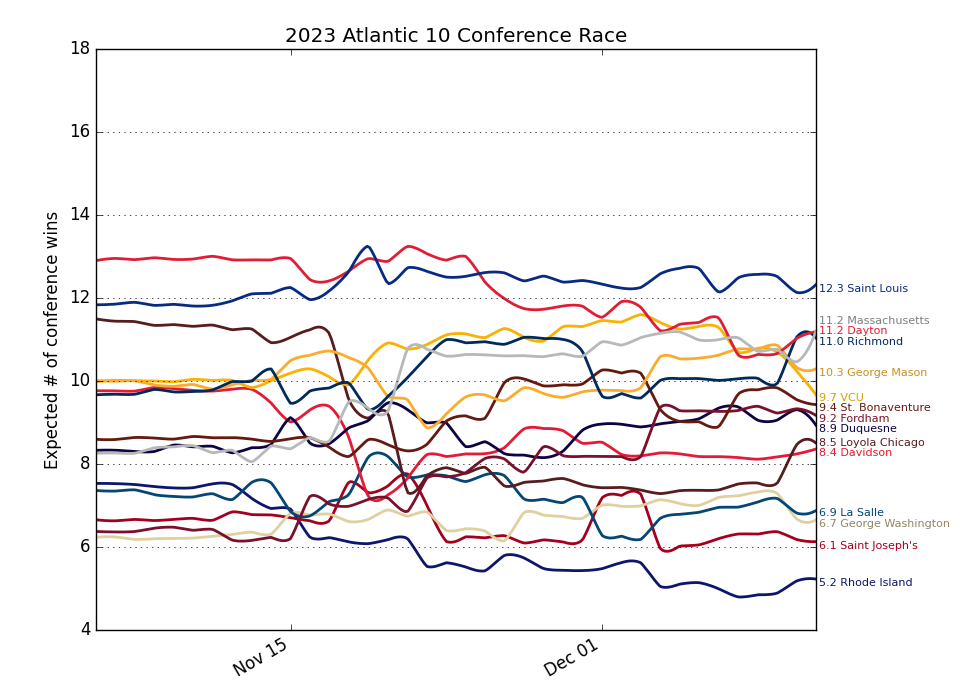 2023 Atlantic 10 Conference Race
Expected # of conference wins
18
16
14
12
10
8
6
4
Nov 15
Dec 01
12.3 Saint Louis
11.2 Massachusetts
11.2 Dayton
11.0 Richmond
10.3 George Mason
9.7 VCU
9.4 St. Bonaventure
9.2 Fordham
8.9 Duquesne
8.5 Loyola Chicago
8.4 Davidson
6.9 La Salle
6.7 George Washington
6.1 Saint Joseph's
5.2 Rhode Island